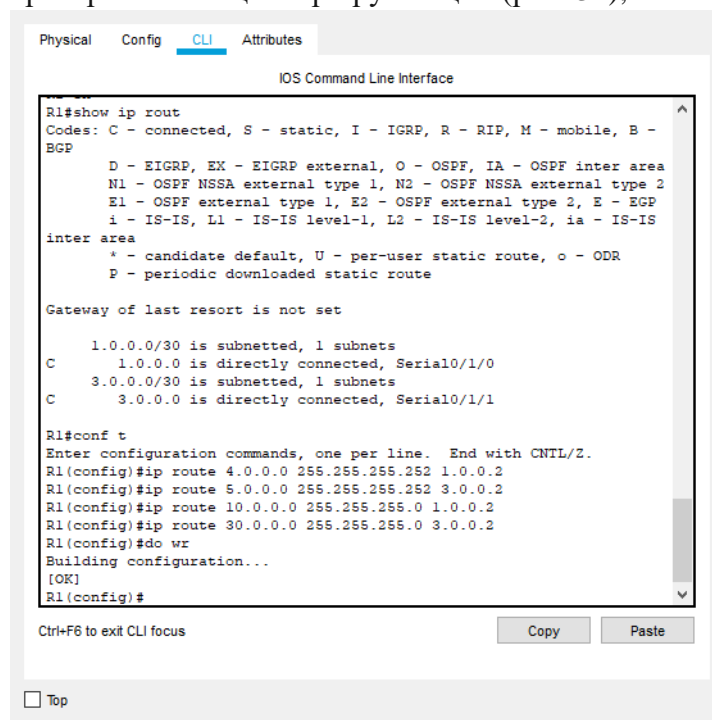 Physical Config CLI Attributes
IOS Command Line Interface
R1#show ip rout
Codes: C - connected, S - static, I - IGRP, R - RIP, M - mobile, B -
BGP
D - EIGRP, EX - EIGRP external, O - OSPF, IA - OSPF inter area
N1 - OSPF NSSA external type 1, N2 - OSPF NSSA external type 2
E1 - OSPF external type 1, E2 - OSPF external type 2, E - EGP
i - IS-IS, L1 - IS-IS level-1, L2 - IS-IS level-2, ia - IS-IS
inter area
* - candidate default, U - per-user static route, o - ODR
P - periodic downloaded static route
Gateway of last resort is not set
1.0.0.0/30 is subnetted, 1 subnets
C 1.0.0.0 is directly connected, Serial0/1/0
3.0.0.0/30 is subnetted, 1 subnets
C 3.0.0.0 is directly connected, Serial0/1/1
R1#conf t
Enter configuration commands, one per line. End with CNTL/Z.
R1(config)#ip route 4.0.0.0 255.255.255.252 1.0.0.2
R1(config)#ip route 5.0.0.0 255.255.255.252 3.0.0.2
R1(config)#ip route 10.0.0.0 255.255.255.0 1.0.0.2
R1(config)#ip route 30.0.0.0 255.255.255.0 3.0.0.2
R1(config)#do wr
Building configuration...
[OK]
R1(config)#
Ctrl+F6 to exit CLI focus
Copy Paste
Top